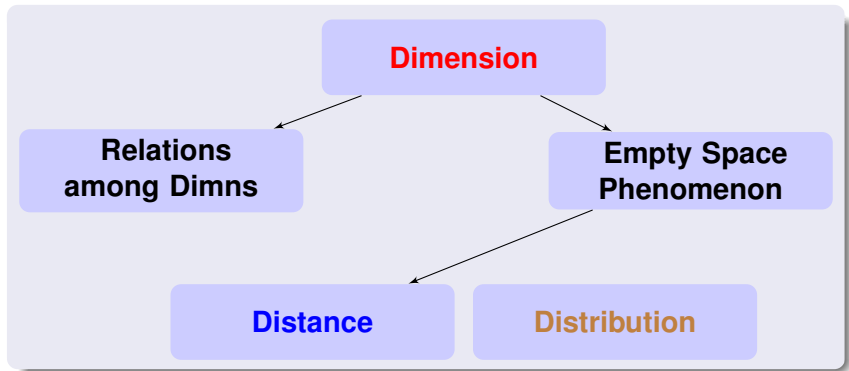 Dimension
Relations
among Dimns
Empty Space
Phenomenon
Distance
Distribution